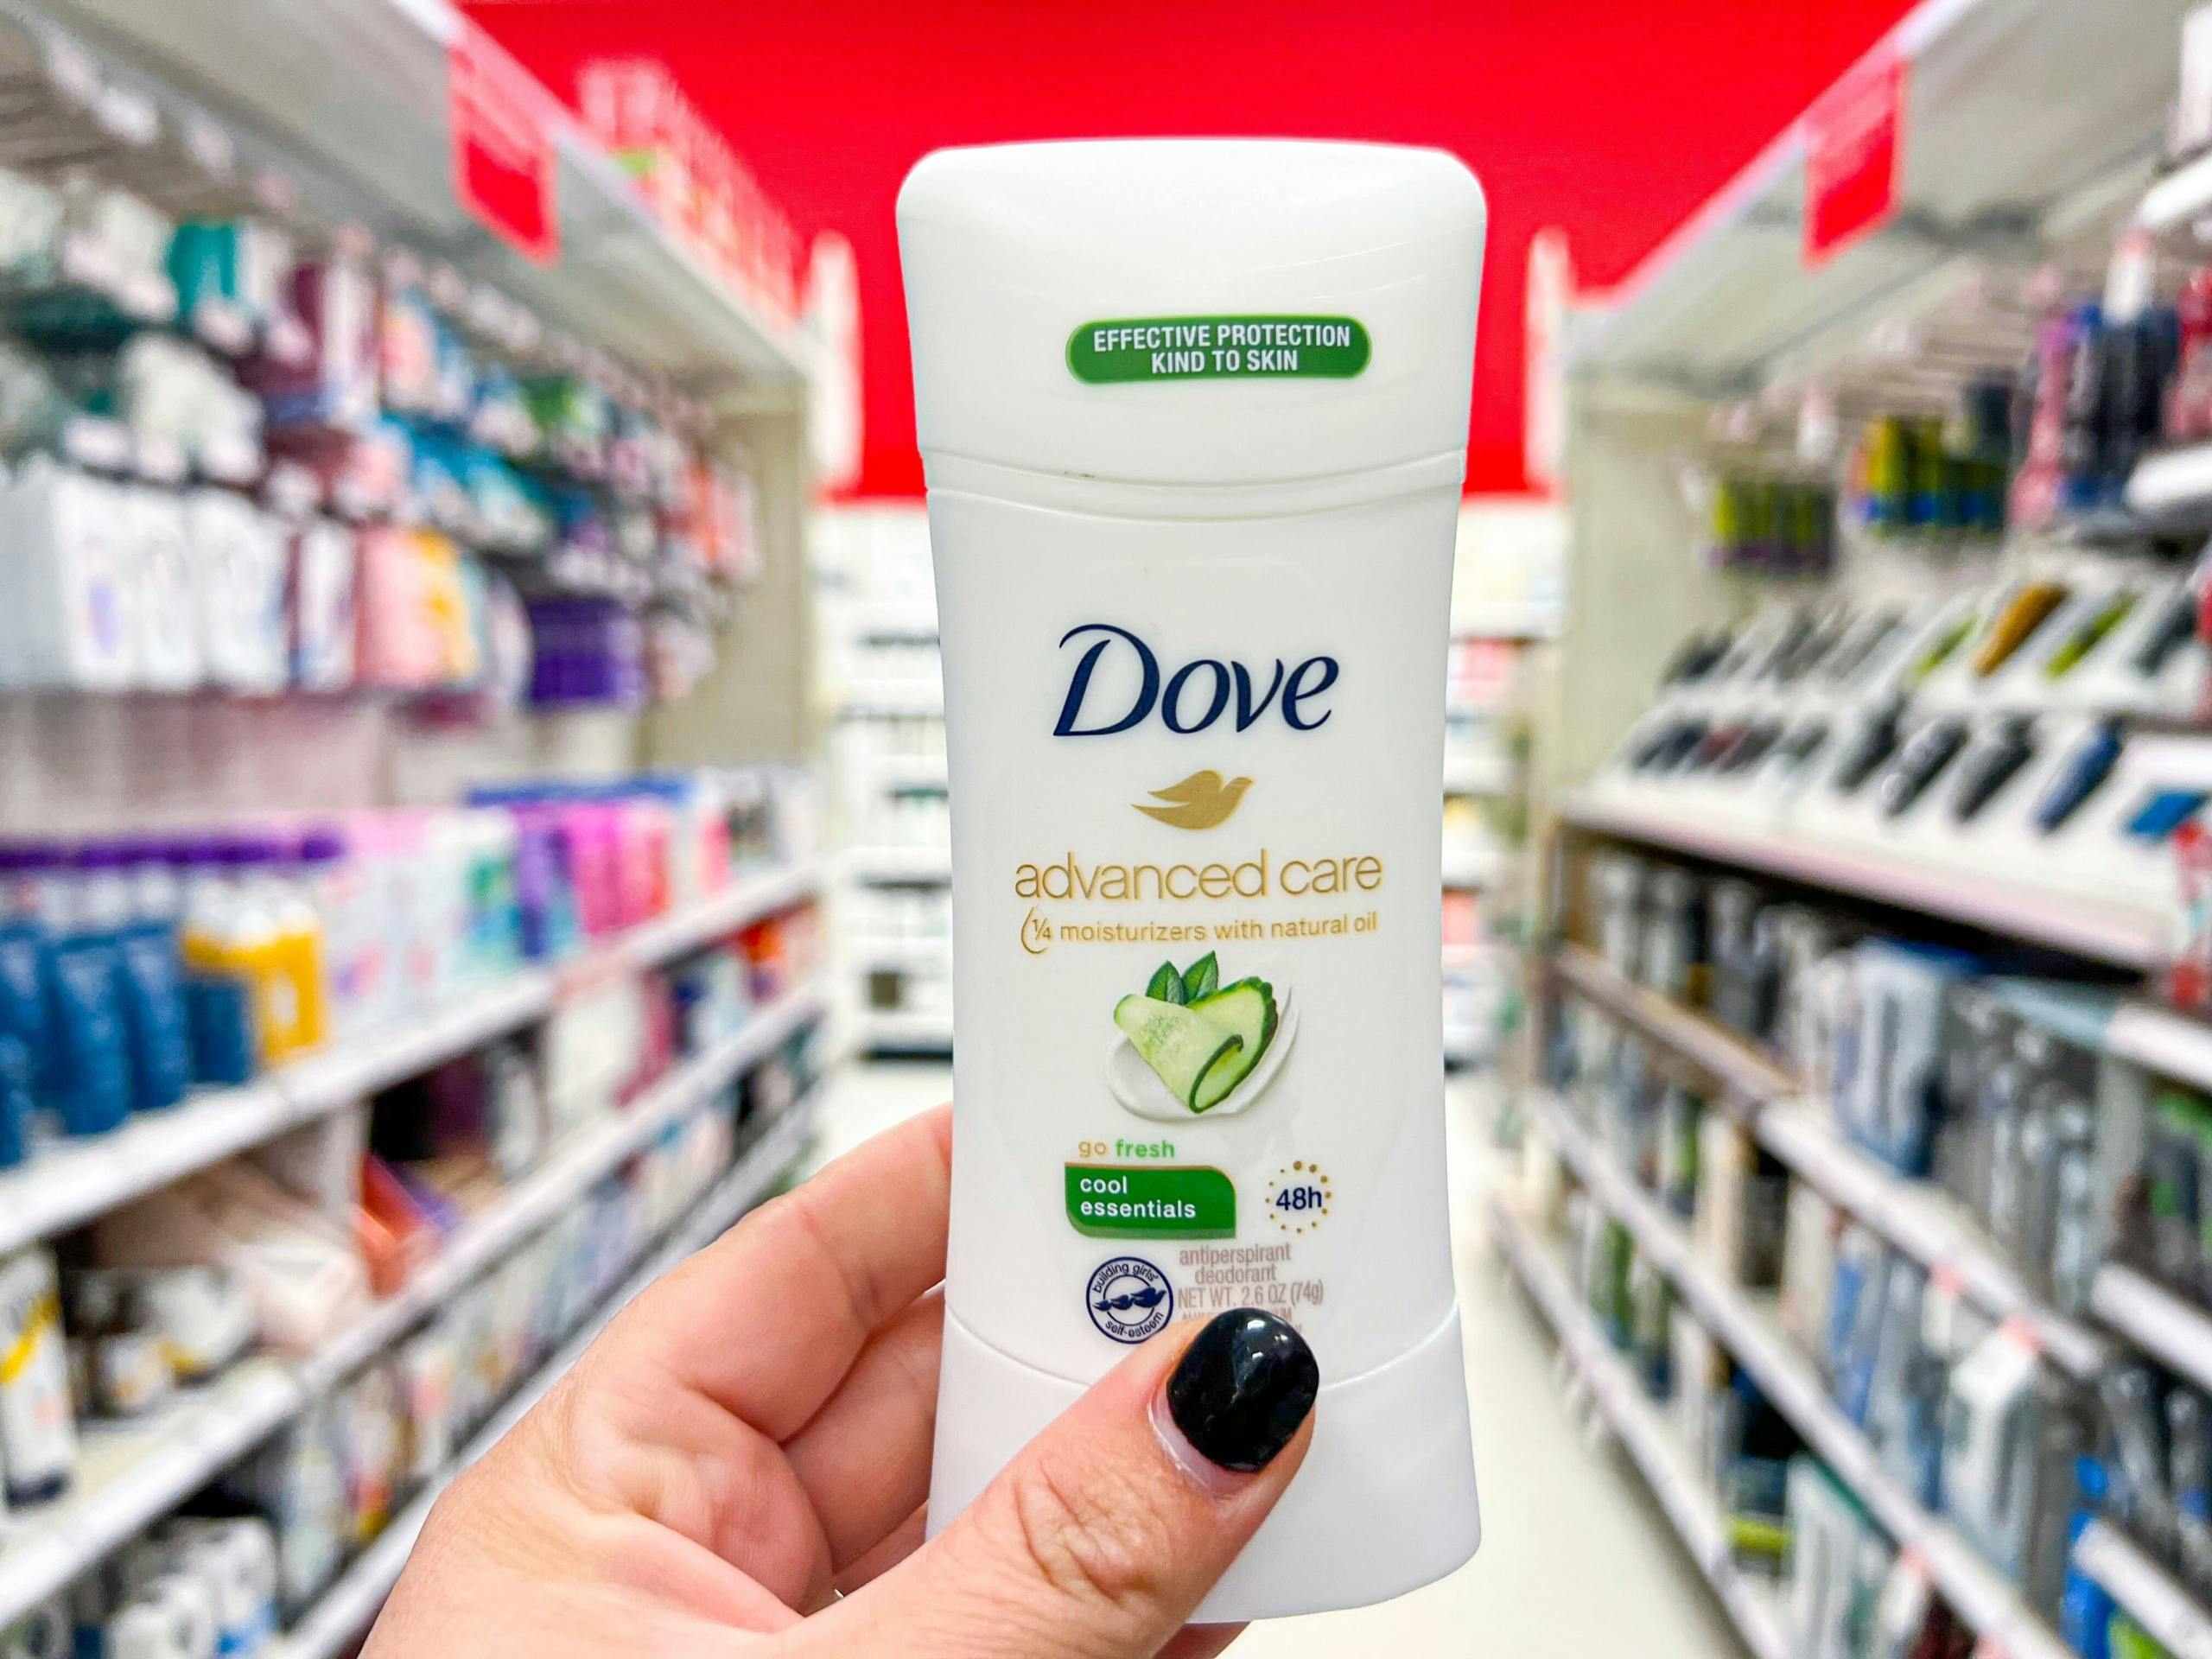 EFFECTIVE PROTECTION
KIND TO SKIN
Dove
advanced care
1/4 moisturizers with natural oil
go fresh
cool
essentials
48h
antiperspirant
deodorant
NET WT. 2.6 OZ (74g)
building girls'
self-esteem